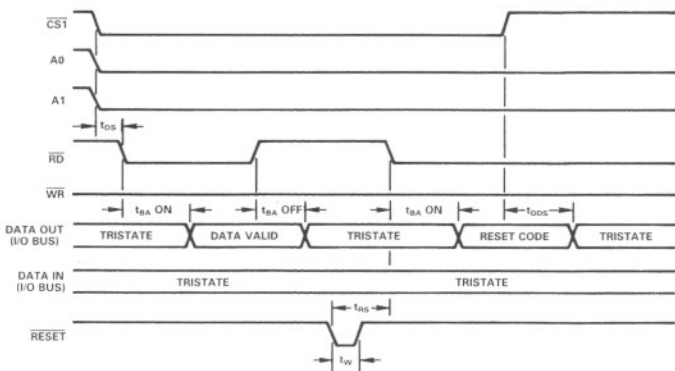 CS1
A0
A1
tDS
RD
WR
tBA ON tBA OFF tBA ON tDDS
DATA OUT (I/O BUS) TRISTATE DATA VALID TRISTATE RESET CODE TRISTATE
DATA IN (I/O BUS) TRISTATE TRISTATE
tRS
RESET
tW